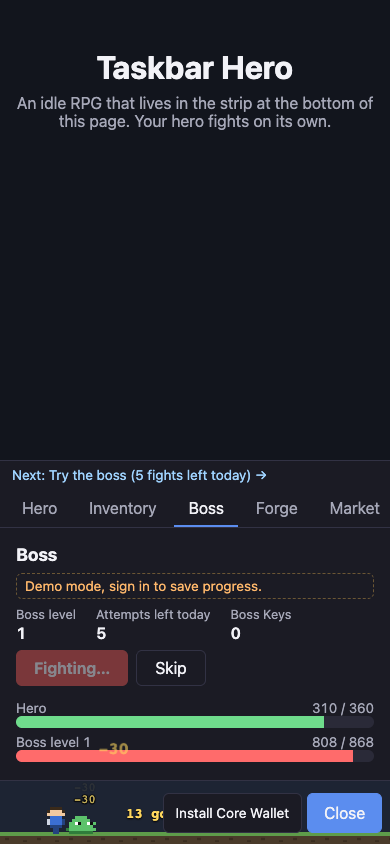 Taskbar Hero
An idle RPG that lives in the strip at the bottom of
this page. Your hero fights on its own.
Next: Try the boss (5 fights left today) →
Hero Inventory Boss Forge Market
Boss
Demo mode, sign in to save progress.
Boss level Attempts left today Boss Keys
1 5 0
Fighting... Skip
Hero 310 / 360
Boss level 1 −30 808 / 868
−30
−30
13 Install Core Wallet Close